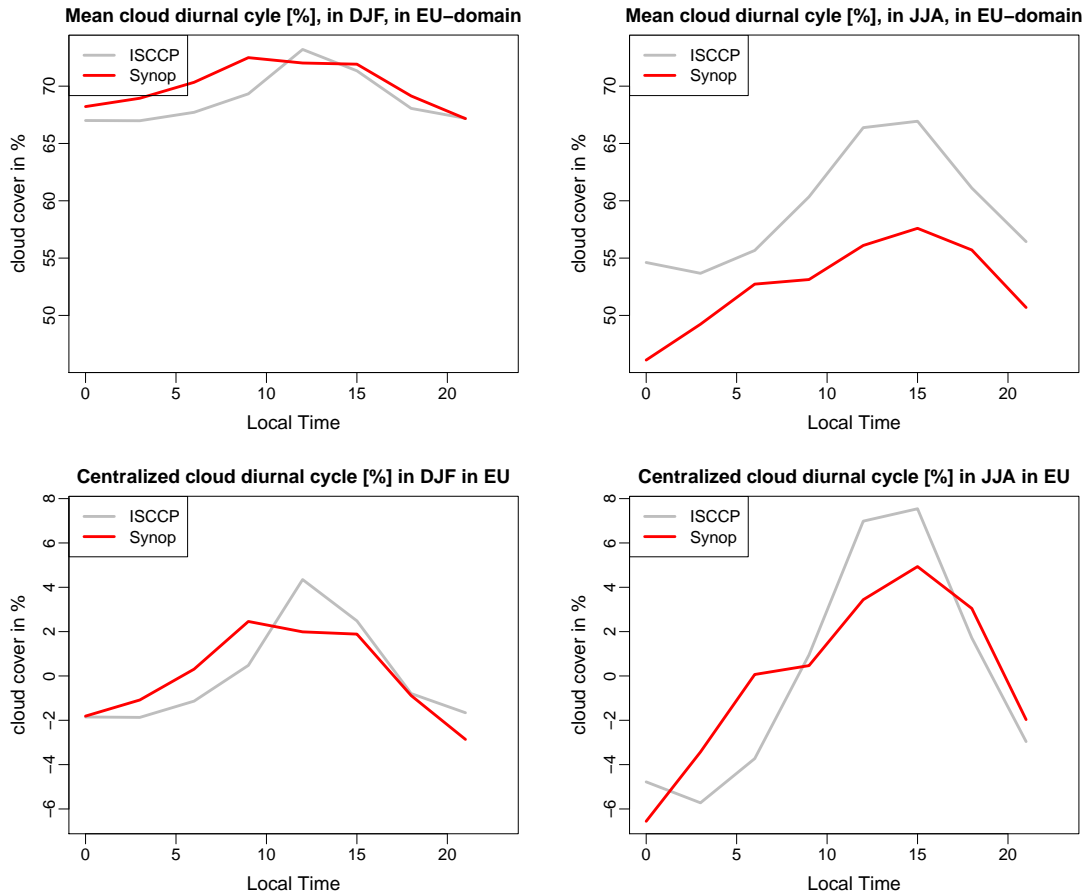 Mean cloud diurnal cyle [%], in DJF, in EU−domain
ISCCP
Synop
cloud cover in %
70
65
60
55
50
0 5 10 15 20
Local Time
Mean cloud diurnal cyle [%], in JJA, in EU−domain
ISCCP
Synop
cloud cover in %
70
65
60
55
50
0 5 10 15 20
Local Time
Centralized cloud diurnal cycle [%] in DJF in EU
ISCCP
Synop
cloud cover in %
8
6
4
2
0
−2
−4
−6
0 5 10 15 20
Local Time
Centralized cloud diurnal cycle [%] in JJA in EU
ISCCP
Synop
cloud cover in %
8
6
4
2
0
−2
−4
−6
0 5 10 15 20
Local Time